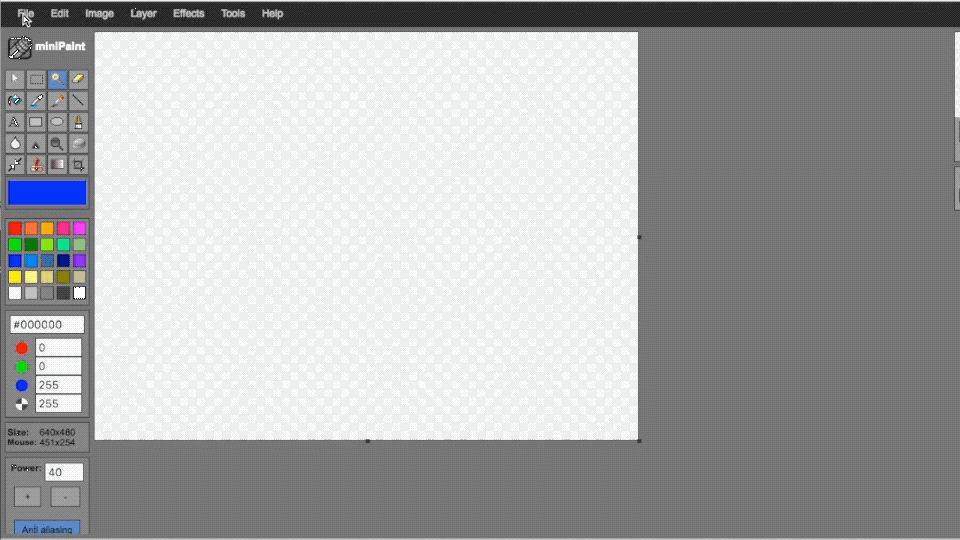 File Edit Image Layer Effects Tools Help
miniPaint
A
#000000
0
0
255
255
Size: 640x480
Mouse: 451x254
Power: 40
+ -
Anti aliasing